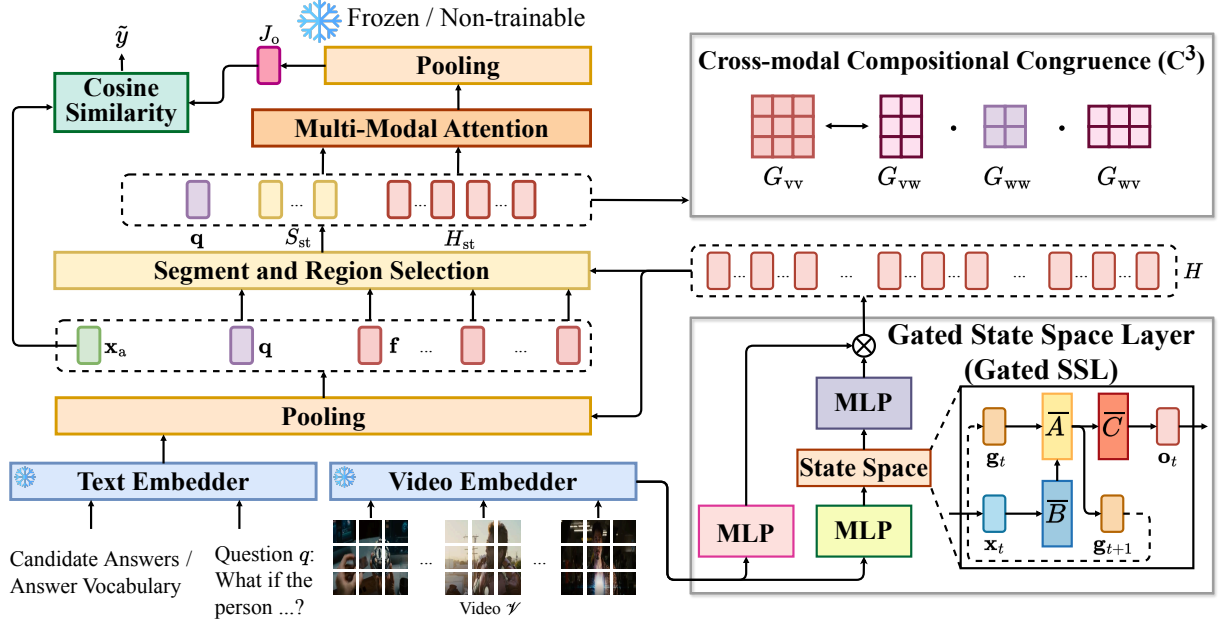 Frozen / Non-trainable
ỹ
J_o
Cosine
Similarity
Pooling
Multi-Modal Attention
... ...  ...
q S_st H_st
Segment and Region Selection
x_a q f ... ...
Pooling
Text Embedder
Video Embedder
Candidate Answers /
Answer Vocabulary
Question q:
What if the
person ...?
... ...
Video 𝒱
Cross-modal Compositional Congruence (C³)
· ·
G_vv G_vw G_ww G_wv
... ... ... ... ... ... ... ... H
Gated State Space Layer
(Gated SSL)
⊗
MLP
State Space
MLP
MLP
A̅ C̅
g_t o_t
B̅
x_t g_{t+1}